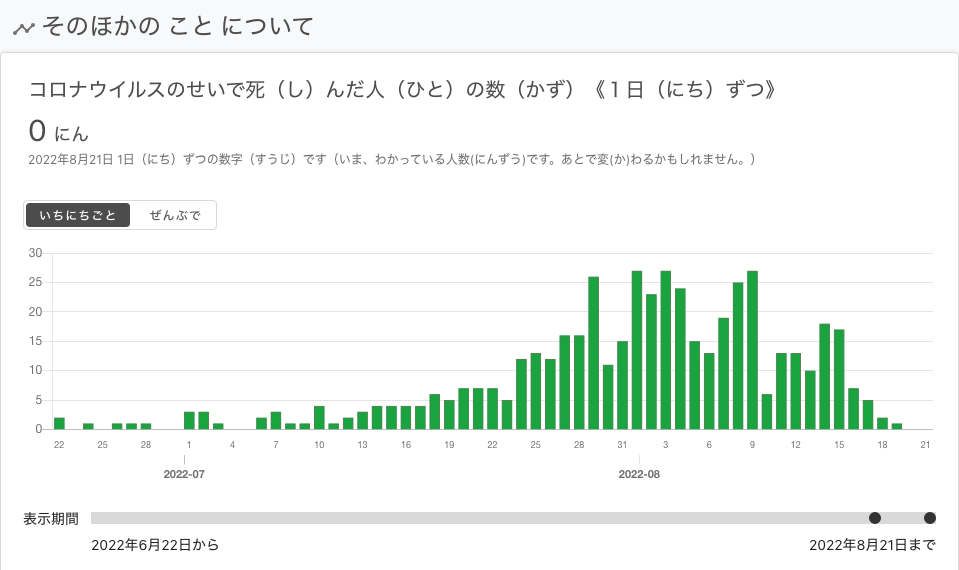 そのほかの こと について
コロナウイルスのせいで死（し）んだ人（ひと）の数（かず）《１日（にち）ずつ》
0 にん
2022年8月21日 1日（にち）ずつの数字（すうじ）です（いま、わかっている人数(にんずう)です。あとで変(か)わるかもしれません。）
いちにちごと ぜんぶで
30
25
20
15
10
5
0
22 25 28 1 4 7 10 13 16 19 22 25 28 31 3 6 9 12 15 18 21
2022-07 2022-08
表示期間
2022年6月22日から 2022年8月21日まで